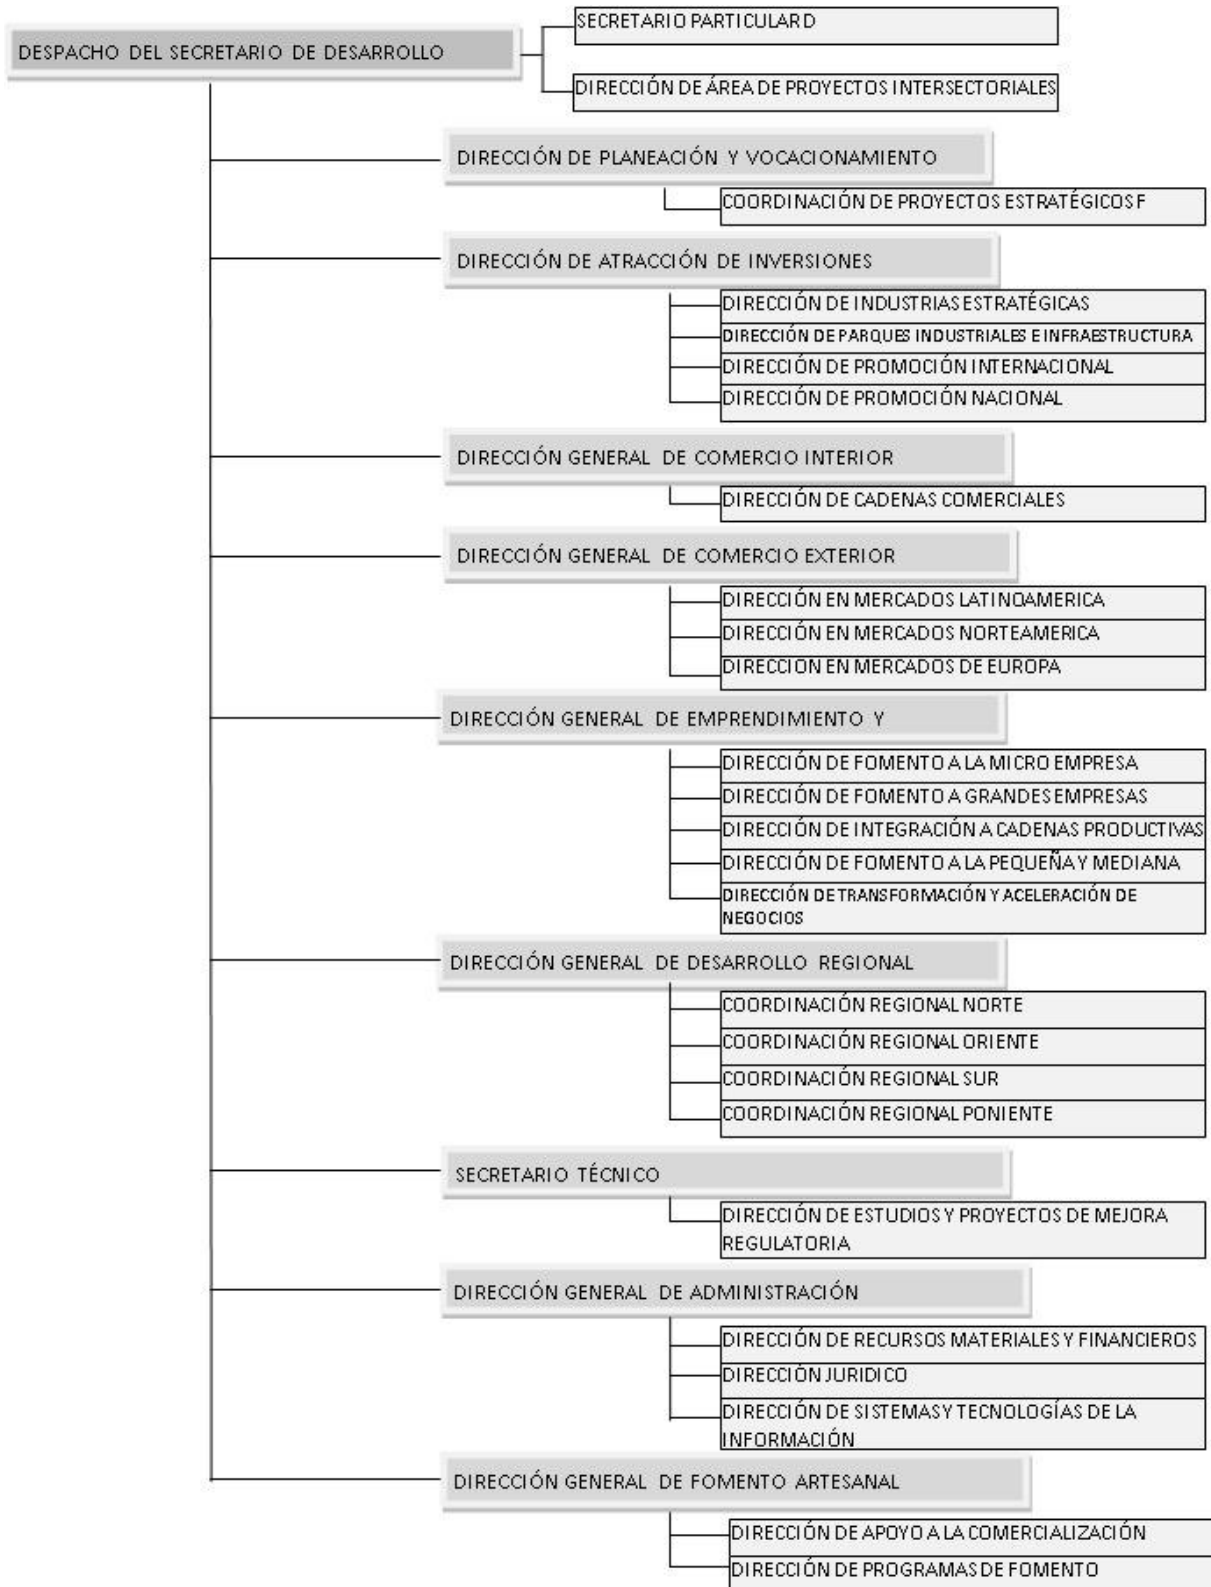 SECRETARIO PARTICULAR D
DESPACHO DEL SECRETARIO DE DESARROLLO
DIRECCIÓN DE ÁREA DE PROYECTOS INTERSECTORIALES
DIRECCIÓN DE PLANEACIÓN Y VOCACIONAMIENTO
COORDINACIÓN DE PROYECTOS ESTRATÉGICOS F
DIRECCIÓN DE ATRACCIÓN DE INVERSIONES
DIRECCIÓN DE INDUSTRIAS ESTRATÉGICAS
DIRECCIÓN DE PARQUES INDUSTRIALES E INFRAESTRUCTURA
DIRECCIÓN DE PROMOCIÓN INTERNACIONAL
DIRECCIÓN DE PROMOCIÓN NACIONAL
DIRECCIÓN GENERAL DE COMERCIO INTERIOR
DIRECCIÓN DE CADENAS COMERCIALES
DIRECCIÓN GENERAL DE COMERCIO EXTERIOR
DIRECCIÓN EN MERCADOS LATINOAMERICA
DIRECCIÓN EN MERCADOS NORTEAMERICA
DIRECCION EN MERCADOS DE EUROPA
DIRECCIÓN GENERAL DE EMPRENDIMIENTO Y
DIRECCIÓN DE FOMENTO A LA MICRO EMPRESA
DIRECCIÓN DE FOMENTO A GRANDES EMPRESAS
DIRECCIÓN DE INTEGRACIÓN A CADENAS PRODUCTIVAS
DIRECCIÓN DE FOMENTO A LA PEQUEÑA Y MEDIANA
DIRECCIÓN DE TRANSFORMACIÓN Y ACELERACIÓN DE
NEGOCIOS
DIRECCIÓN GENERAL DE DESARROLLO REGIONAL
COORDINACIÓN REGIONAL NORTE
COORDINACIÓN REGIONAL ORIENTE
COORDINACIÓN REGIONAL SUR
COORDINACIÓN REGIONAL PONIENTE
SECRETARIO TÉCNICO
DIRECCIÓN DE ESTUDIOS Y PROYECTOS DE MEJORA
REGULATORIA
DIRECCIÓN GENERAL DE ADMINISTRACIÓN
DIRECCIÓN DE RECURSOS MATERIALES Y FINANCIEROS
DIRECCIÓN JURIDICO
DIRECCIÓN DE SISTEMAS Y TECNOLOGÍAS DE LA
INFORMACIÓN
DIRECCIÓN GENERAL DE FOMENTO ARTESANAL
DIRECCIÓN DE APOYO A LA COMERCIALIZACIÓN
DIRECCIÓN DE PROGRAMAS DE FOMENTO